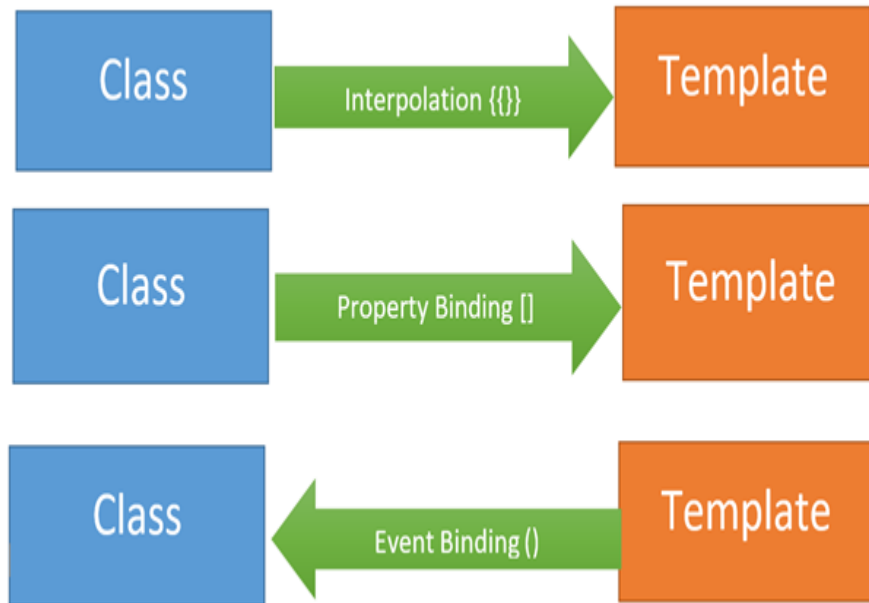 Class
Interpolation {{}}
Template
Class
Property Binding []
Template
Class
Event Binding ()
Template